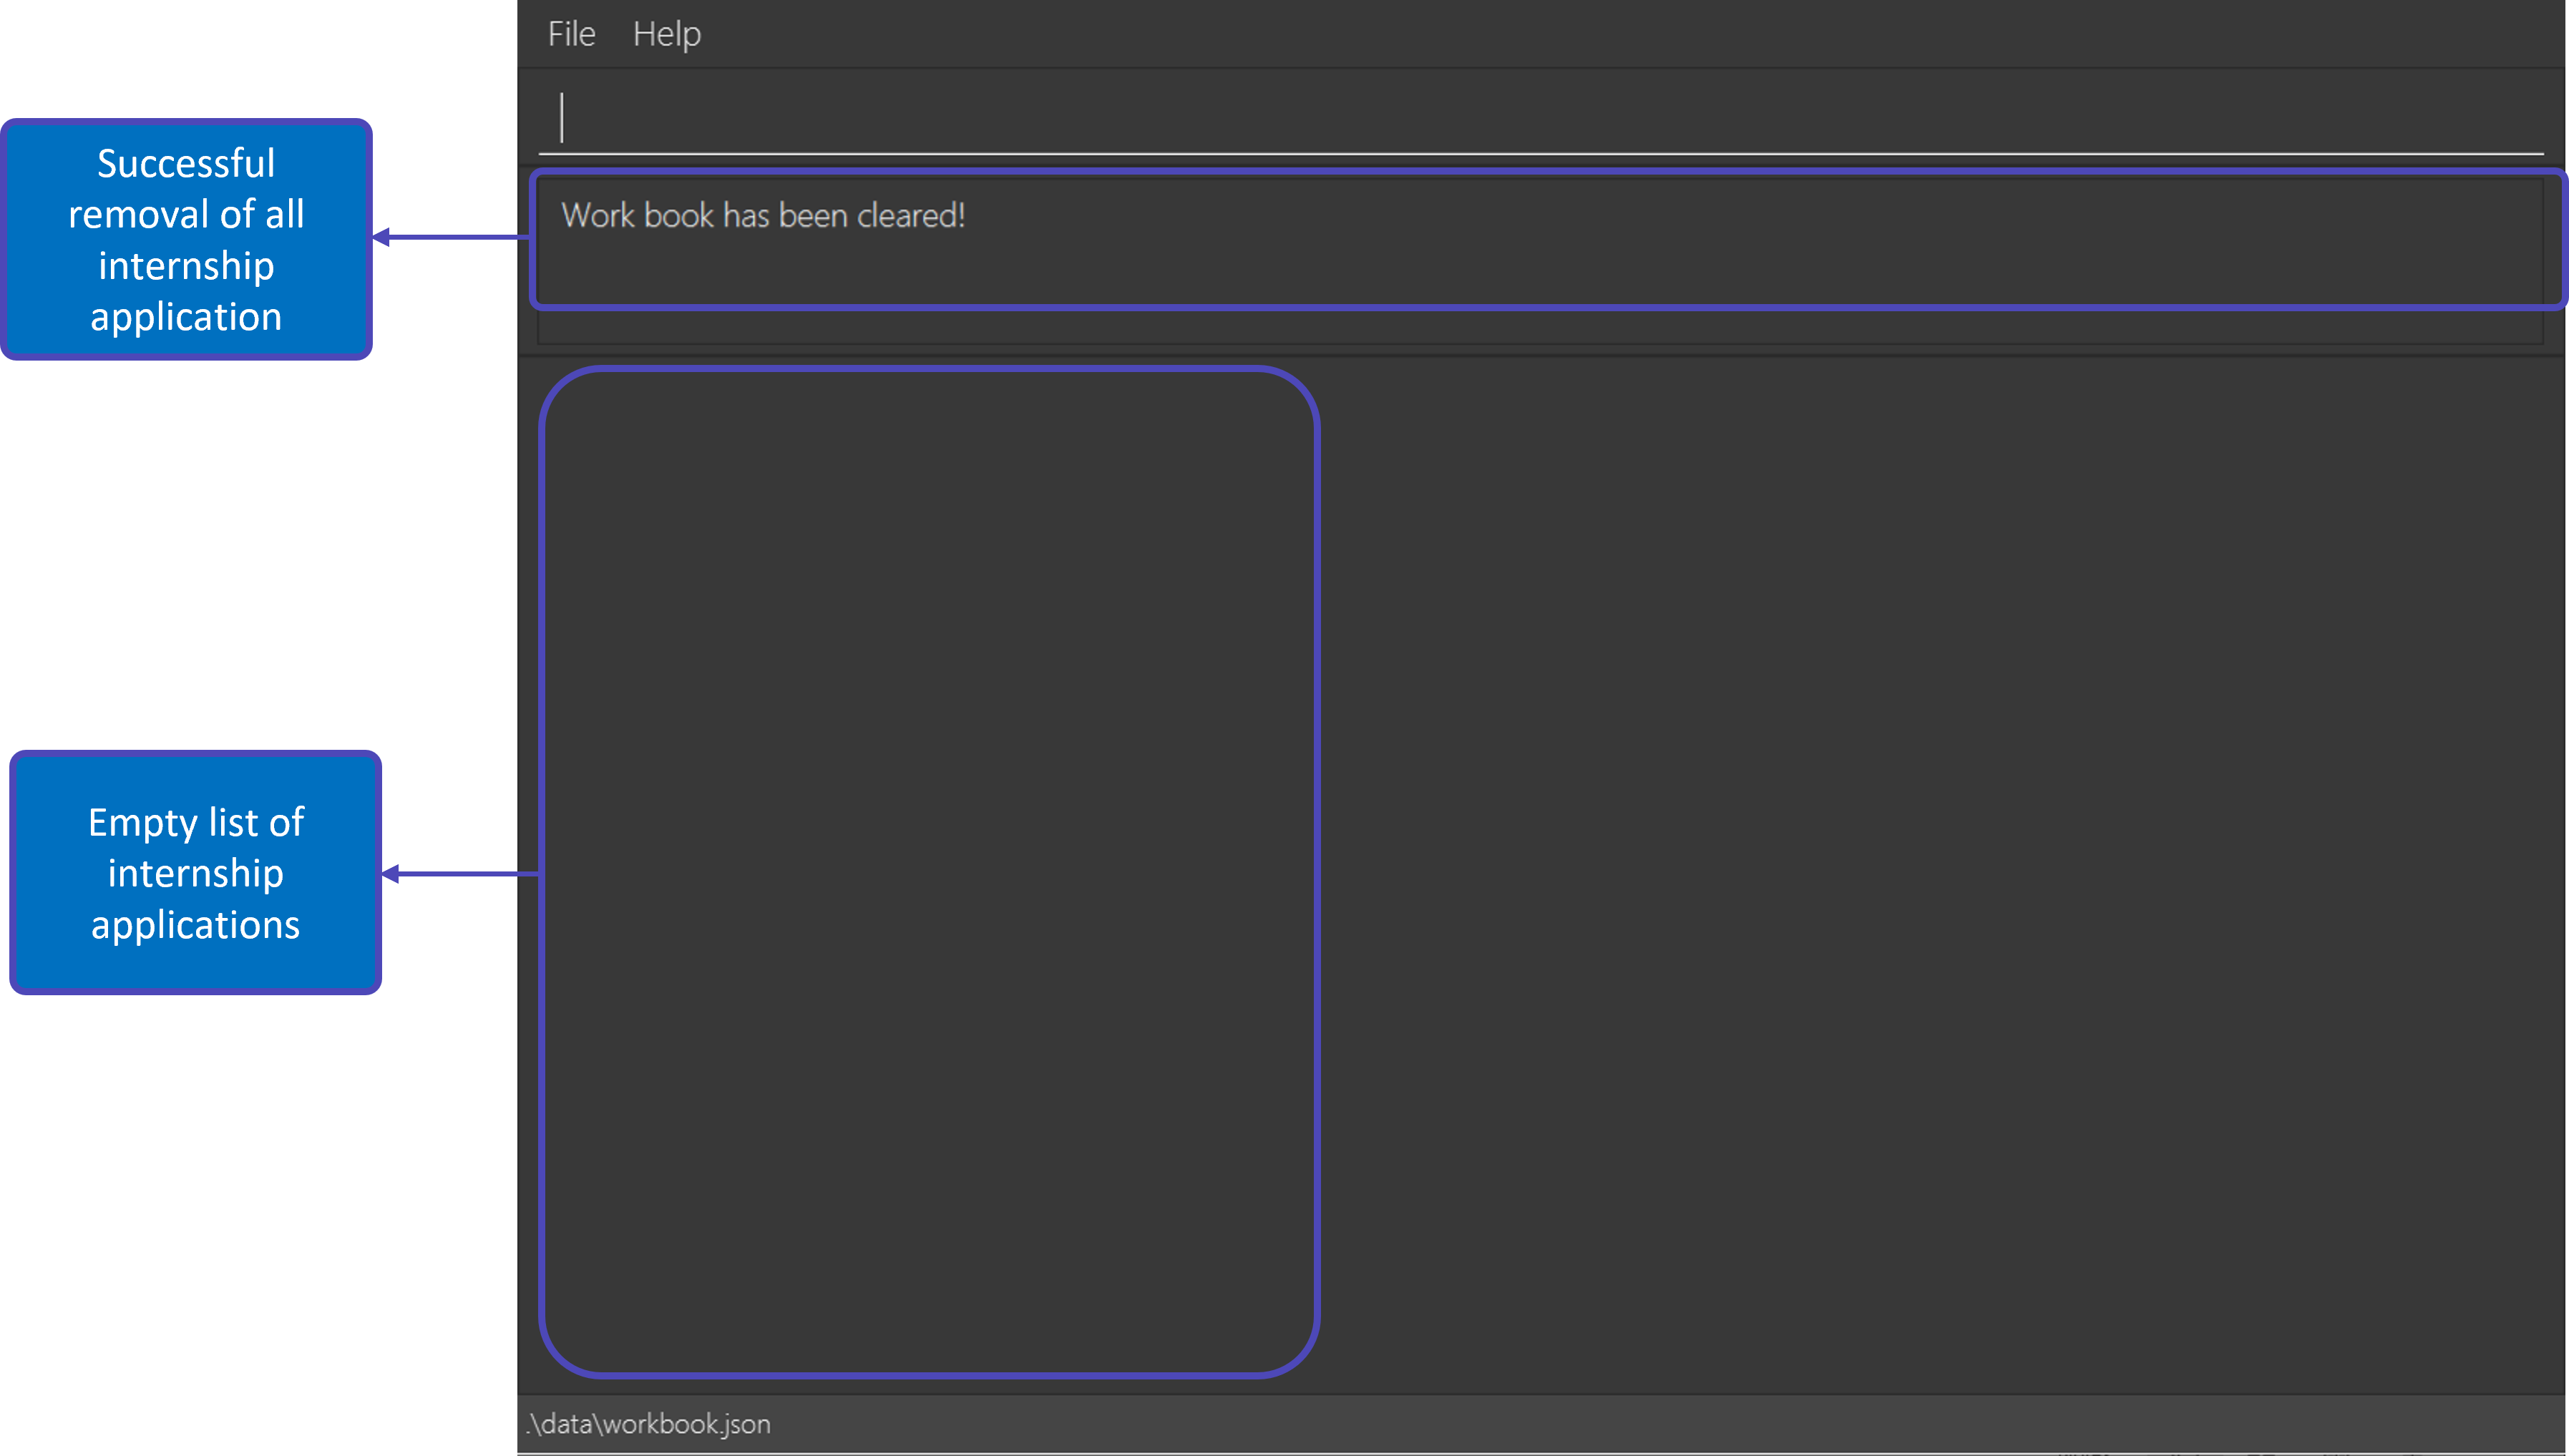 File Help
Successful
removal of all
internship
application
Work book has been cleared!
Empty list of
internship
applications
.\data\workbook.json